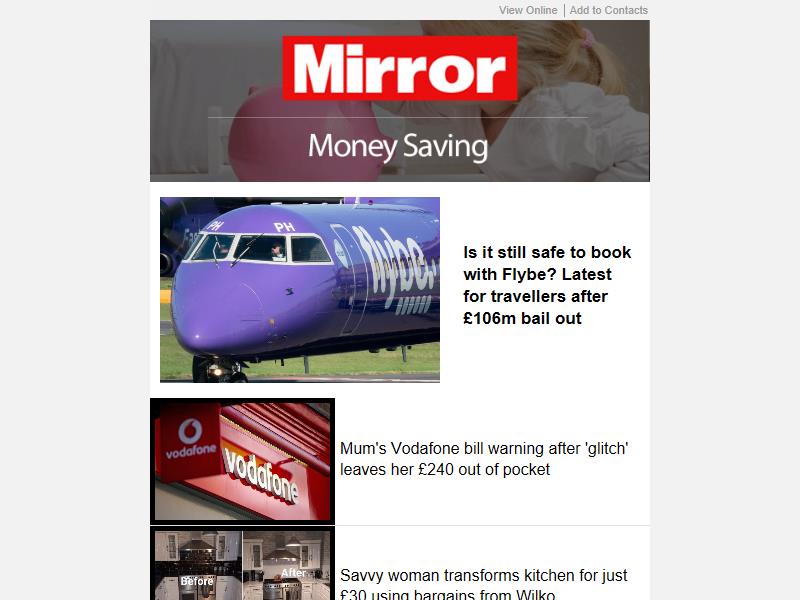 View Online | Add to Contacts
Mirror
Money Saving
PH PH
flybe.
Is it still safe to book
with Flybe? Latest
for travellers after
£106m bail out
vodafone
vodafone
Mum's Vodafone bill warning after 'glitch'
leaves her £240 out of pocket
Before
After
Savvy woman transforms kitchen for just
£30 using bargains from Wilko